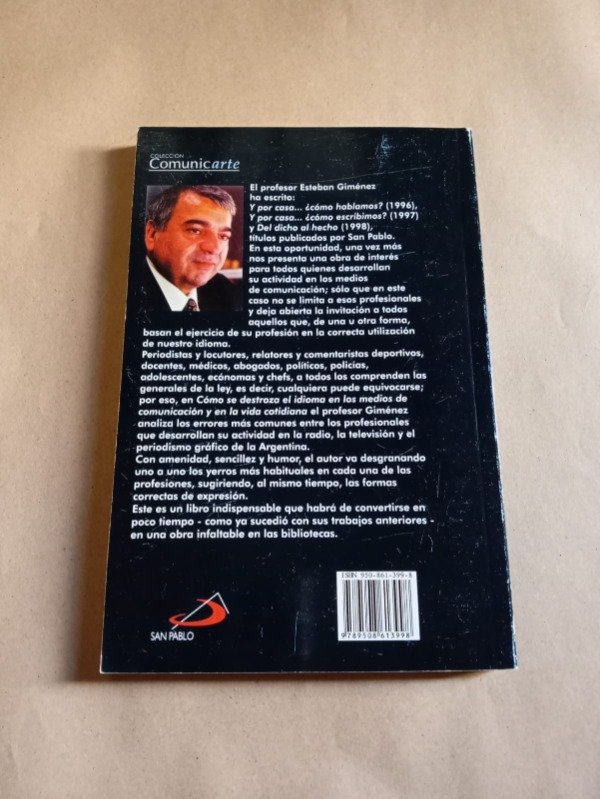 COLECCION
Comunicarte
El profesor Esteban Giménez
ha escrito:
Y por casa... ¿cómo hablamos? (1996),
Y por casa... ¿cómo escribimos? (1997)
y Del dicho al hecho (1998),
títulos publicados por San Pablo.
En esta oportunidad, una vez más
nos presenta una obra de interés
para todos quienes desarrollan
su actividad en los medios
de comunicación; sólo que en este
caso no se limita a esos profesionales
y deja abierta la invitación a todos
aquellos que, de una u otra forma,
basan el ejercicio de su profesión en la correcta utilización
de nuestro idioma.
Periodistas y locutores, relatores y comentaristas deportivos,
docentes, médicos, abogados, políticos, policías,
adolescentes, ecónomas y chefs, a todos los comprenden las
generales de la ley, es decir, cualquiera puede equivocarse;
por eso, en Cómo se destroza el idioma en los medios de
comunicación y en la vida cotidiana el profesor Giménez
analiza los errores más comunes entre los profesionales
que desarrollan su actividad en la radio, la televisión y el
periodismo gráfico de la Argentina.
Con amenidad, sencillez y humor, el autor va desgranando
uno a uno los yerros más habituales en cada una de las
profesiones, sugiriendo, al mismo tiempo, las formas
correctas de expresión.
Este es un libro indispensable que habrá de convertirse en
poco tiempo - como ya sucedió con sus trabajos anteriores -
en una obra infaltable en las bibliotecas.
SAN PABLO
ISBN 950-861-399-8
9789508613998